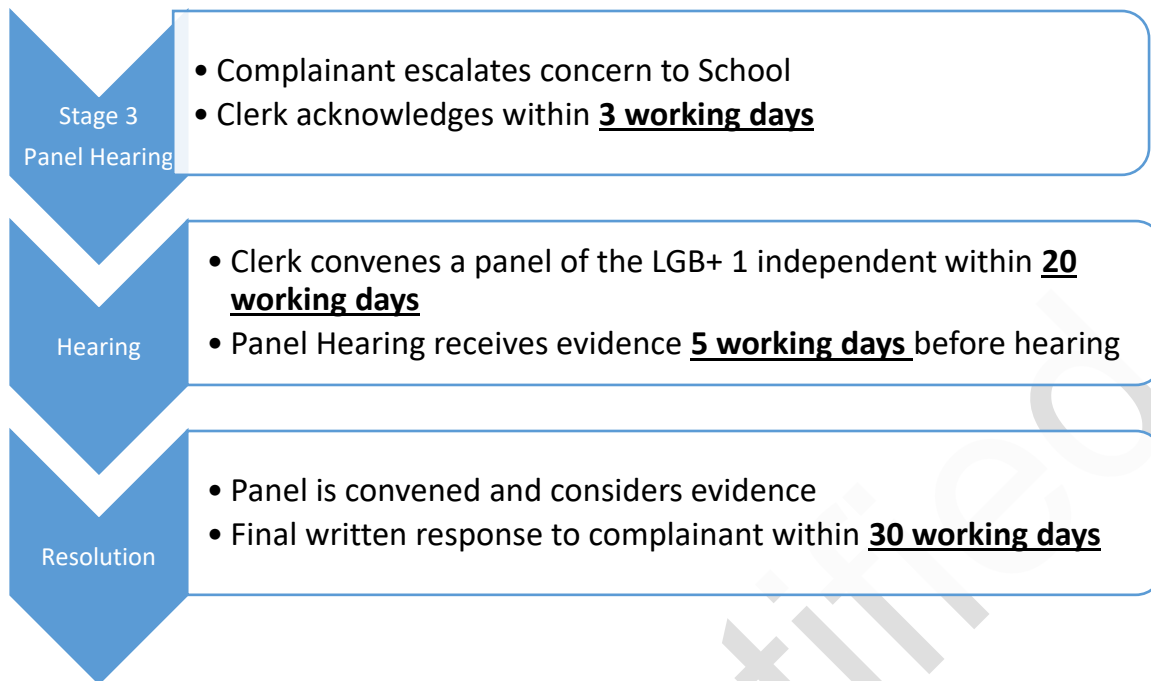 Stage 3
Panel Hearing
• Complainant escalates concern to School
• Clerk acknowledges within 3 working days
Hearing
• Clerk convenes a panel of the LGB+ 1 independent within 20
working days
• Panel Hearing receives evidence 5 working days before hearing
Resolution
• Panel is convened and considers evidence
• Final written response to complainant within 30 working days